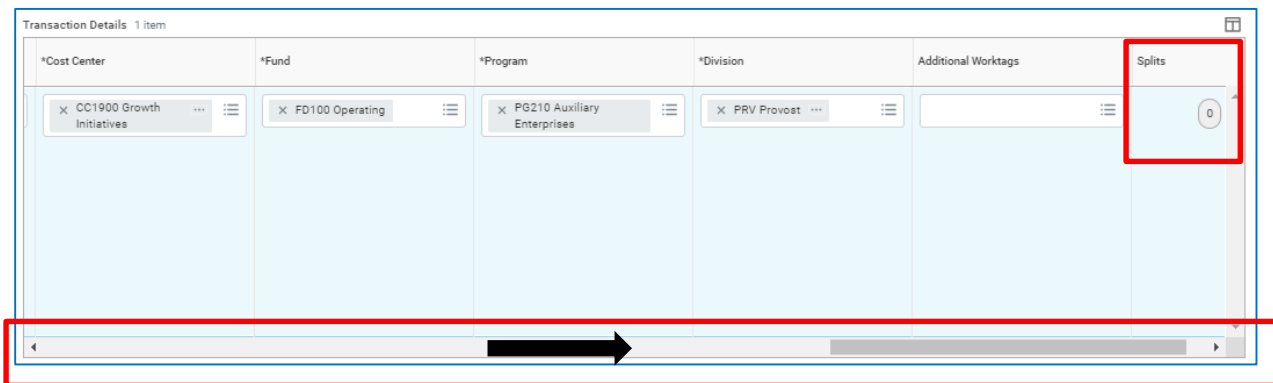 Transaction Details 1 item
*Cost Center *Fund *Program *Division Additional Worktags Splits
× CC1900 Growth Initiatives ... × FD100 Operating × PG210 Auxiliary Enterprises × PRV Provost ... 0